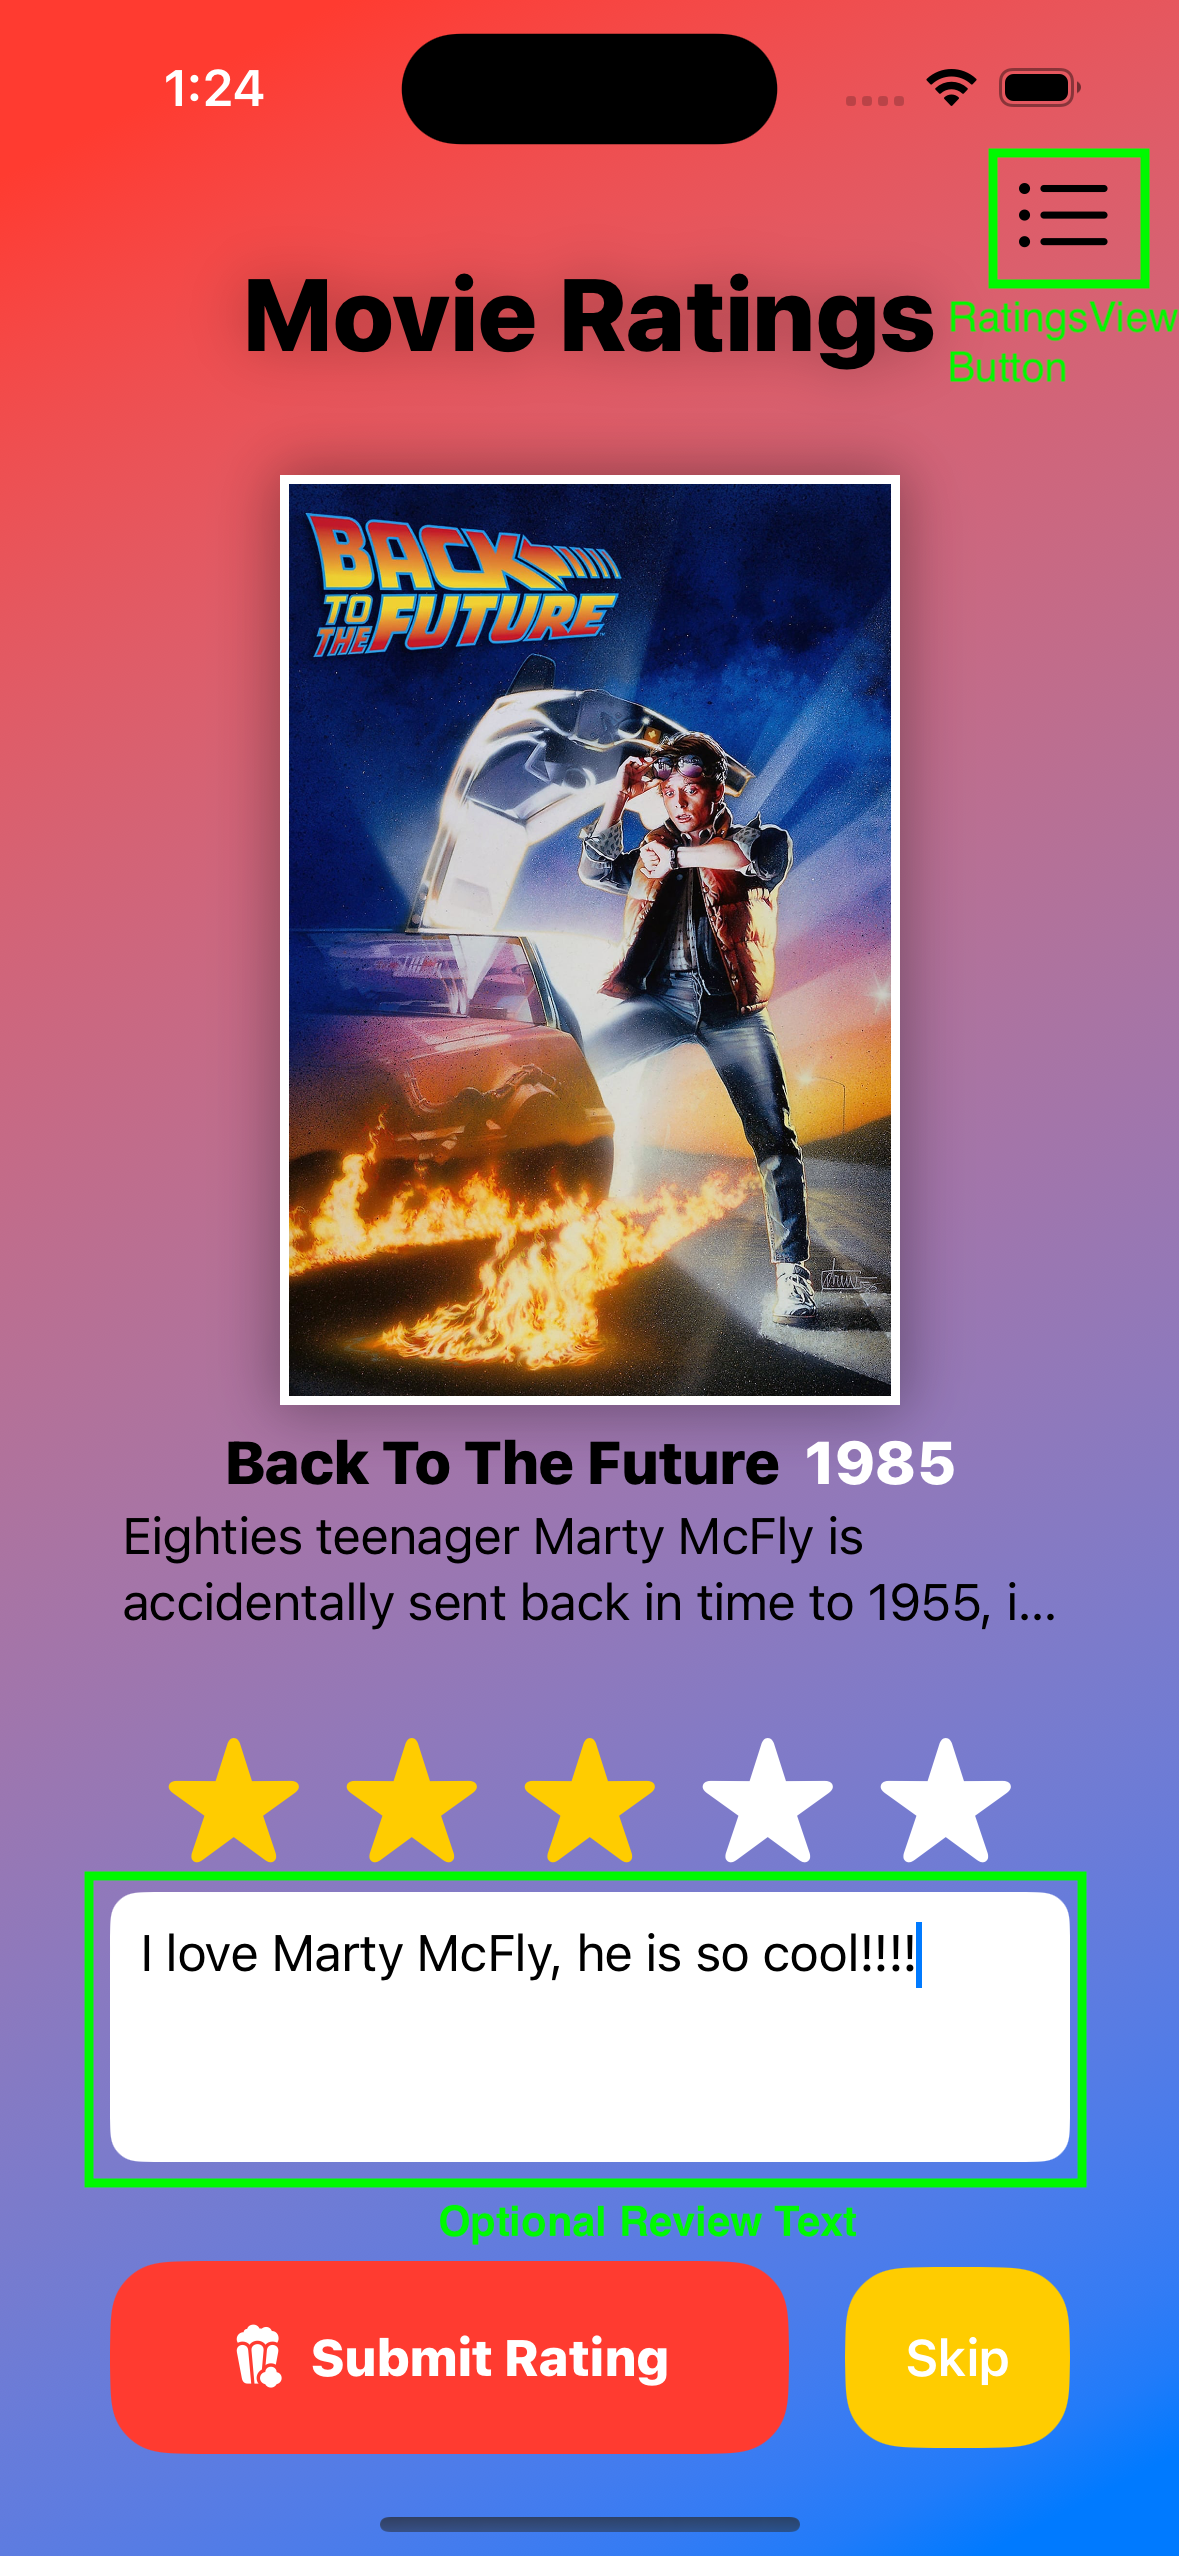 1:24
Movie Ratings
RatingsView
Button
BACK
TO
THE FUTURE
Back To The Future 1985
Eighties teenager Marty McFly is
accidentally sent back in time to 1955, i...
I love Marty McFly, he is so cool!!!!
Optional Review Text
Submit Rating
Skip